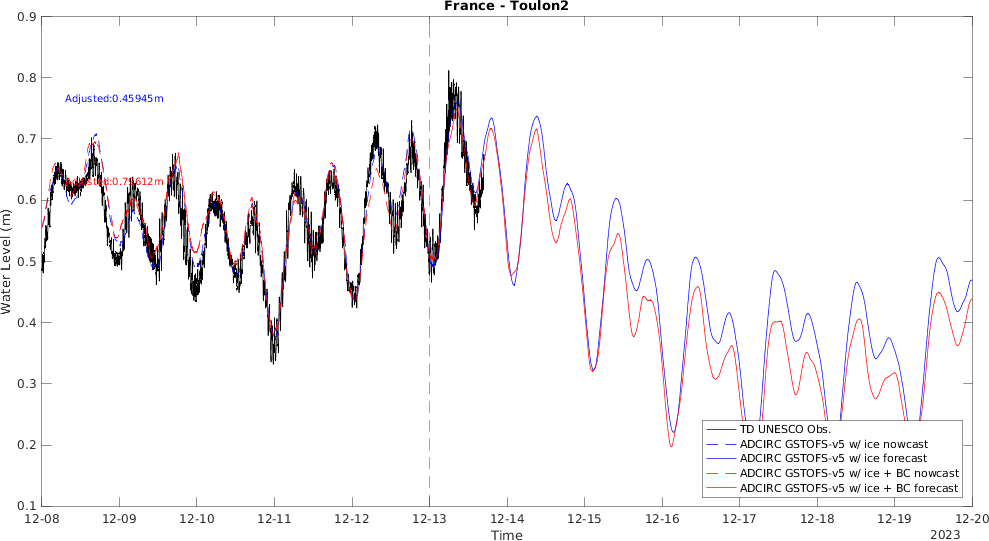 France - Toulon2
Water Level (m)
0.9
0.8
0.7
0.6
0.5
0.4
0.3
0.2
0.1
Adjusted:0.45945m
TD UNESCO Obs.
ADCIRC GSTOFS-v5 w/ ice nowcast
ADCIRC GSTOFS-v5 w/ ice forecast
ADCIRC GSTOFS-v5 w/ ice + BC nowcast
ADCIRC GSTOFS-v5 w/ ice + BC forecast
12-08 12-09 12-10 12-11 12-12 12-13 12-14 12-15 12-16 12-17 12-18 12-19 12-20
Time
2023